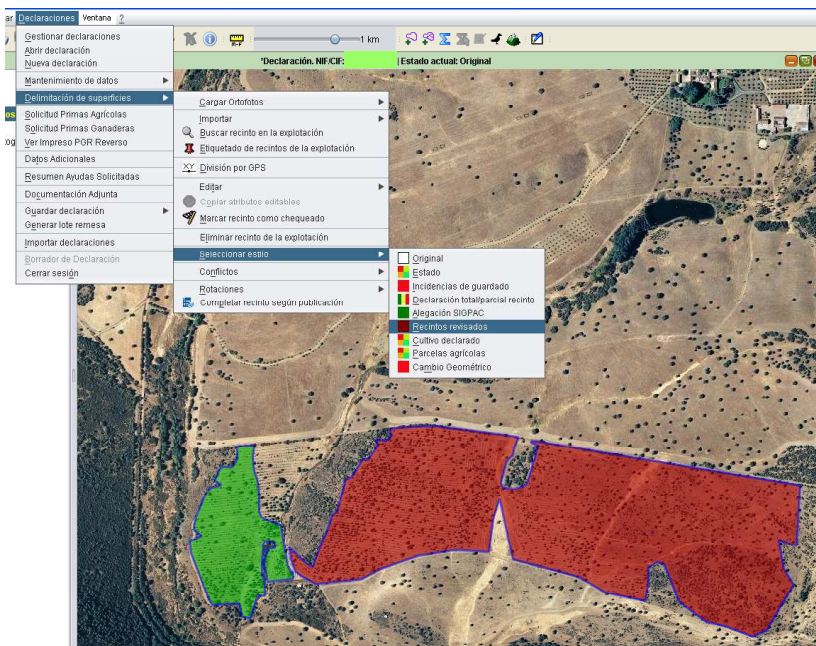 Declaraciones Ventana ?
1 km
*Declaración. NIF/CIF: | Estado actual: Original
Gestionar declaraciones
Abrir declaración
Nueva declaración
Mantenimiento de datos
Delimitación de superficies
Solicitud Primas Agrícolas
Solicitud Primas Ganaderas
Ver Impreso PGR Reverso
Datos Adicionales
Resumen Ayudas Solicitadas
Documentación Adjunta
Guardar declaración
Generar lote remesa
Importar declaraciones
Borrador de Declaración
Cerrar sesión
Cargar Ortofotos
Importar
Buscar recinto en la explotación
Etiquetado de recintos de la explotación
XY División por GPS
Editar
Copiar atributos editables
Marcar recinto como chequeado
Eliminar recinto de la explotación
Seleccionar estilo
Conflictos
Rotaciones
Completar recinto según publicación
Original
Estado
Incidencias de guardado
Declaración total/parcial recinto
Alegación SIGPAC
Recintos revisados
Cultivo declarado
Parcelas agrícolas
Cambio Geométrico